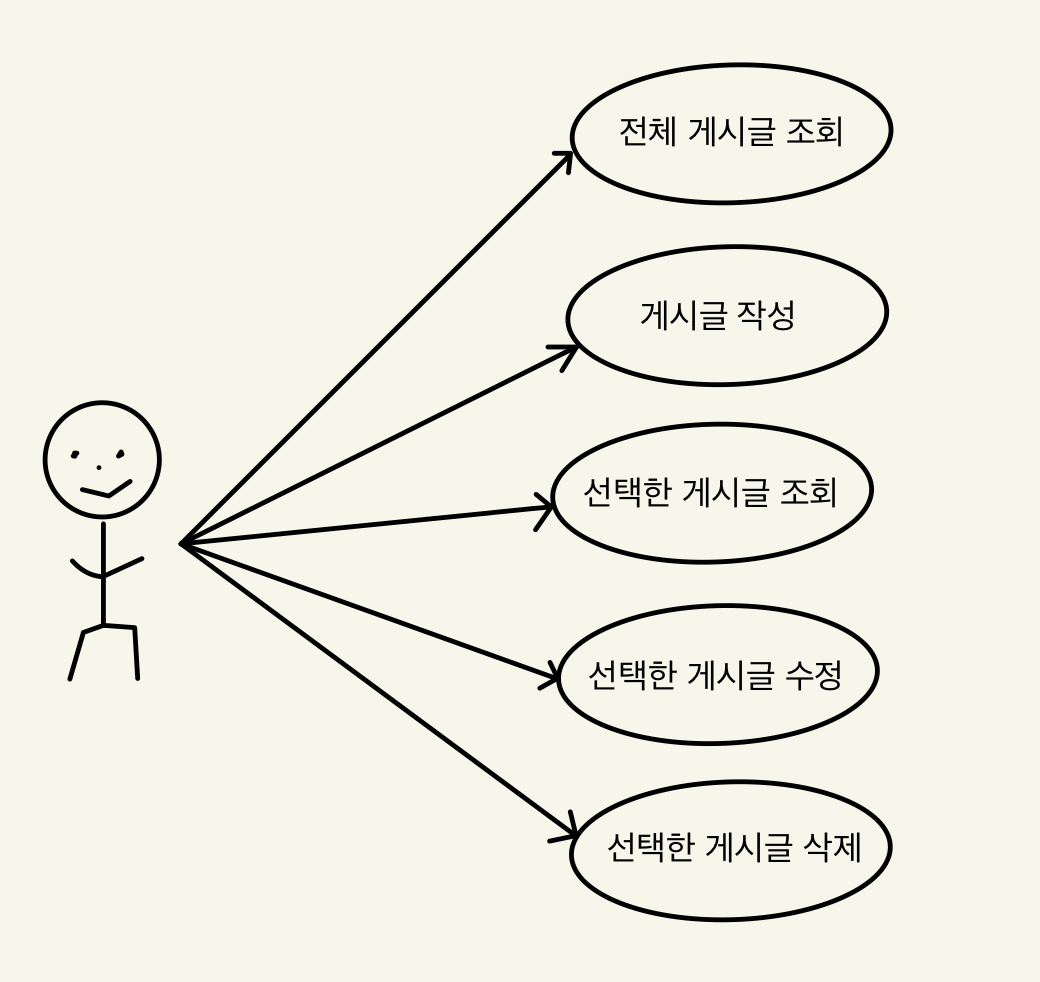 전체 게시글 조회
게시글 작성
선택한 게시글 조회
선택한 게시글 수정
선택한 게시글 삭제